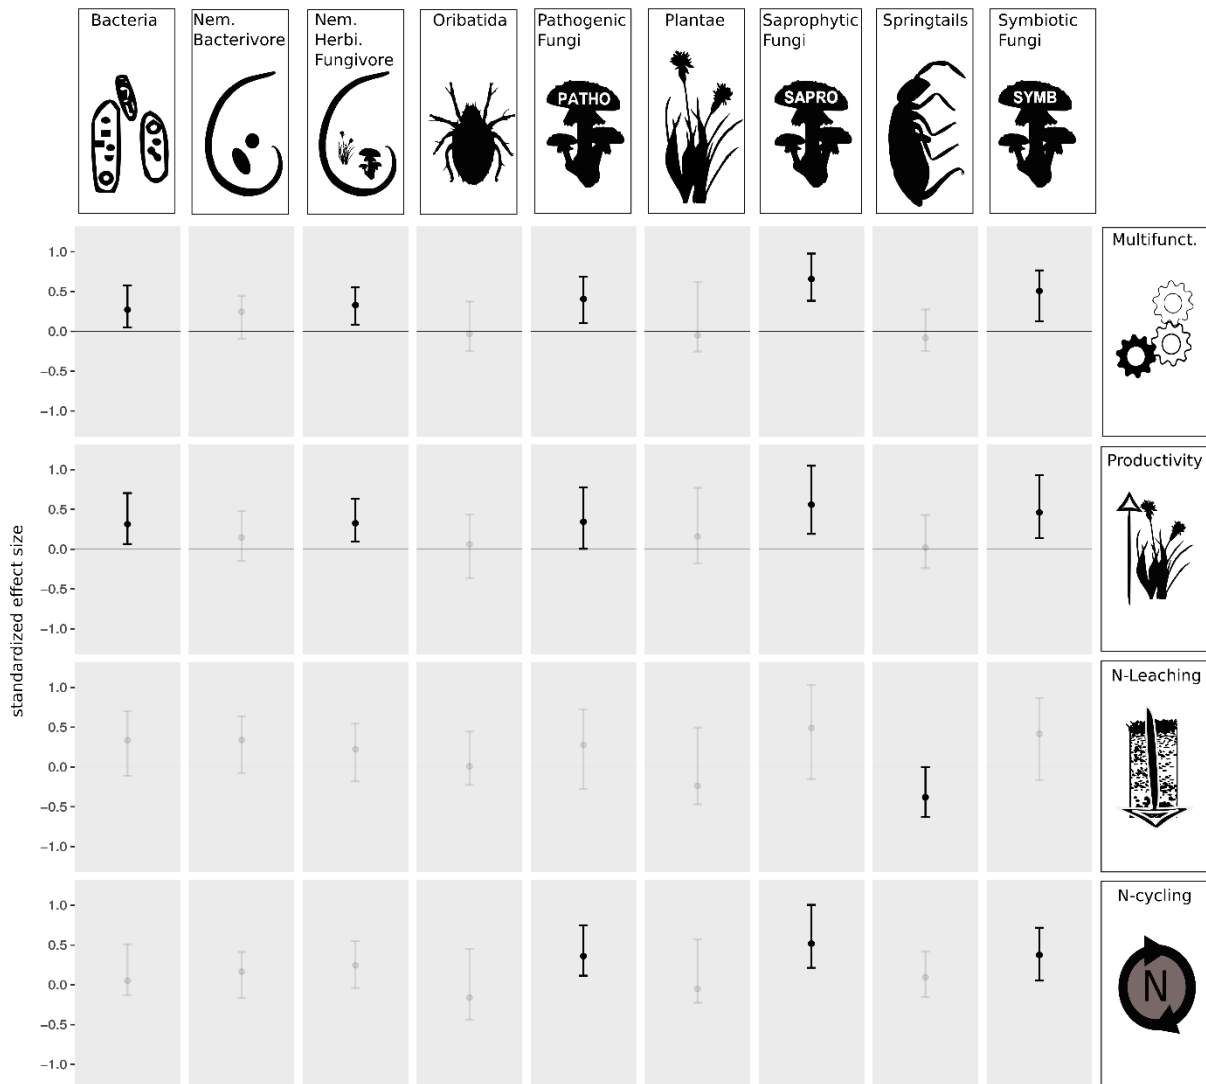 Bacteria
Nem.
Bacterivore
Nem.
Herbi.
Fungivore
Oribatida
Pathogenic
Fungi
Plantae
Saprophytic
Fungi
Springtails
Symbiotic
Fungi
PATHO
SAPRO
SYMB
standardized effect size
1.0
0.5
0.0
−0.5
−1.0
Multifunct.
1.0
0.5
0.0
−0.5
−1.0
Productivity
1.0
0.5
0.0
−0.5
−1.0
N-Leaching
1.0
0.5
0.0
−0.5
−1.0
N-cycling
N